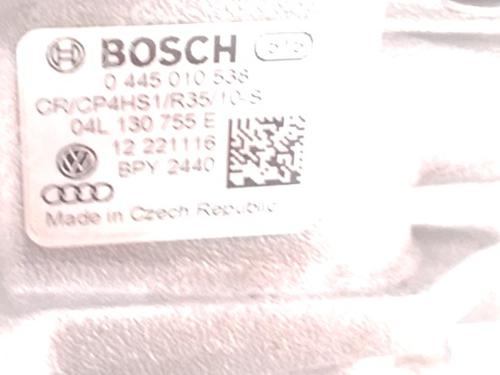 BOSCH
0 445 010 538
CR/CP4HS1/R35/10-S
04L 130 755 E
12 221116
BPY 2440
Made in Czech Republic